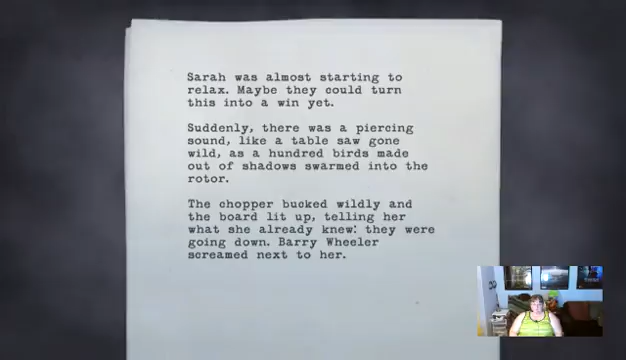 Sarah was almost starting to
relax. Maybe they could turn
this into a win yet.
Suddenly, there was a piercing
sound, like a table saw gone
wild, as a hundred birds made
out of shadows swarmed into the
rotor.
The chopper bucked wildly and
the board lit up, telling her
what she already knew: they were
going down. Barry Wheeler
screamed next to her.